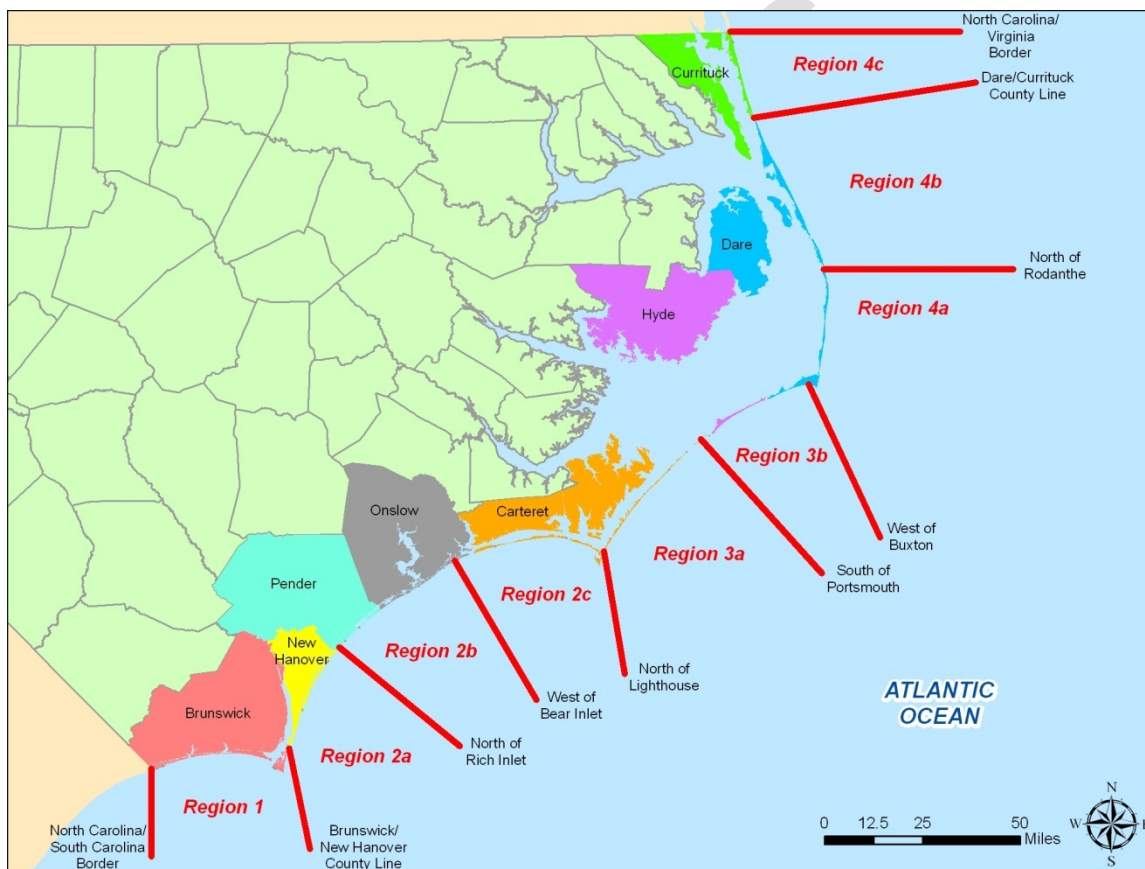 North Carolina/
Virginia
Border
Region 4c
Currituck
Dare/Currituck
County Line
Region 4b
Dare
North of
Rodanthe
Region 4a
Hyde
Region 3b
West of
Buxton
Onslow
Carteret
Region 3a
South of
Portsmouth
Pender
Region 2c
New
Hanover
Region 2b
North of
Lighthouse
Brunswick
West of
Bear Inlet
ATLANTIC
OCEAN
North of
Rich Inlet
Region 2a
Region 1
North Carolina/
South Carolina
Border
Brunswick/
New Hanover
County Line
0 12.5 25 50
Miles
N
W E
S